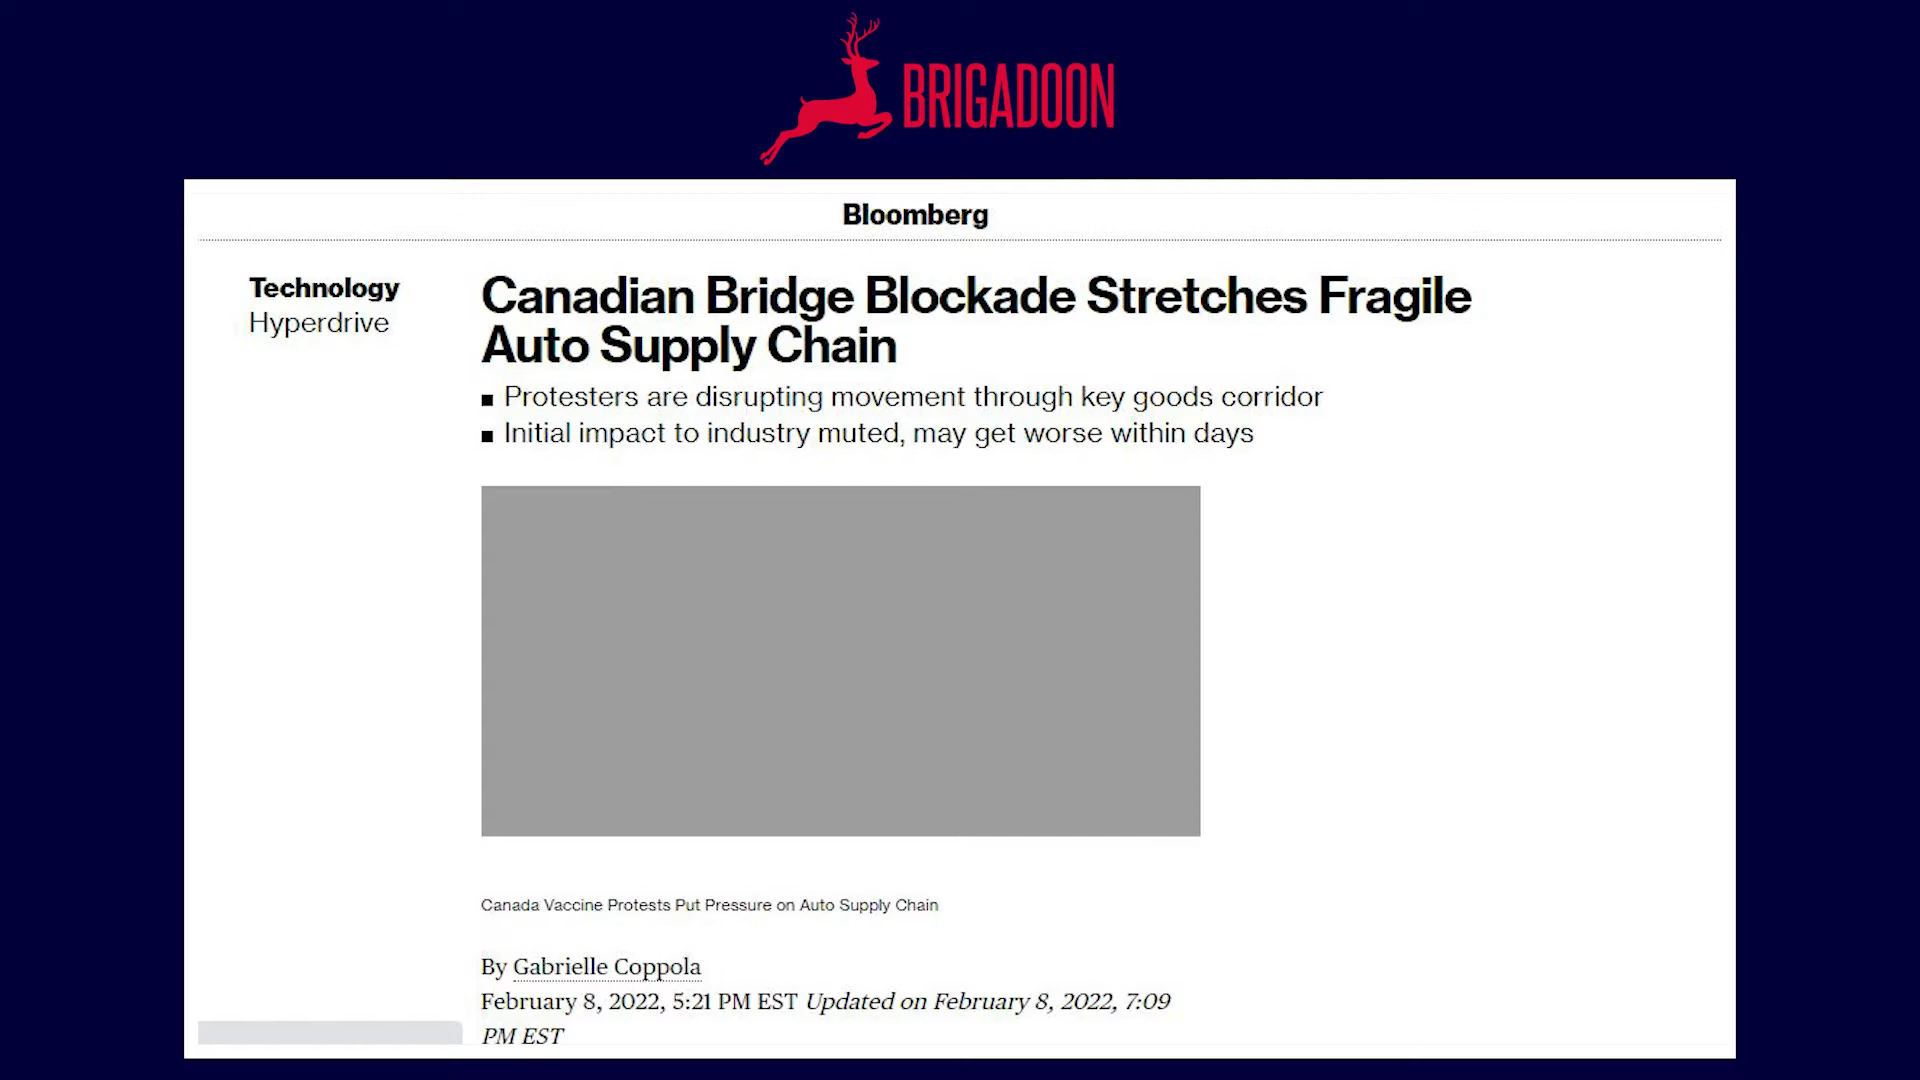 BRIGADOON
Bloomberg
Technology
Hyperdrive
Canadian Bridge Blockade Stretches Fragile
Auto Supply Chain
▪ Protesters are disrupting movement through key goods corridor
▪ Initial impact to industry muted, may get worse within days
Canada Vaccine Protests Put Pressure on Auto Supply Chain
By Gabrielle Coppola
February 8, 2022, 5:21 PM EST Updated on February 8, 2022, 7:09
PM EST